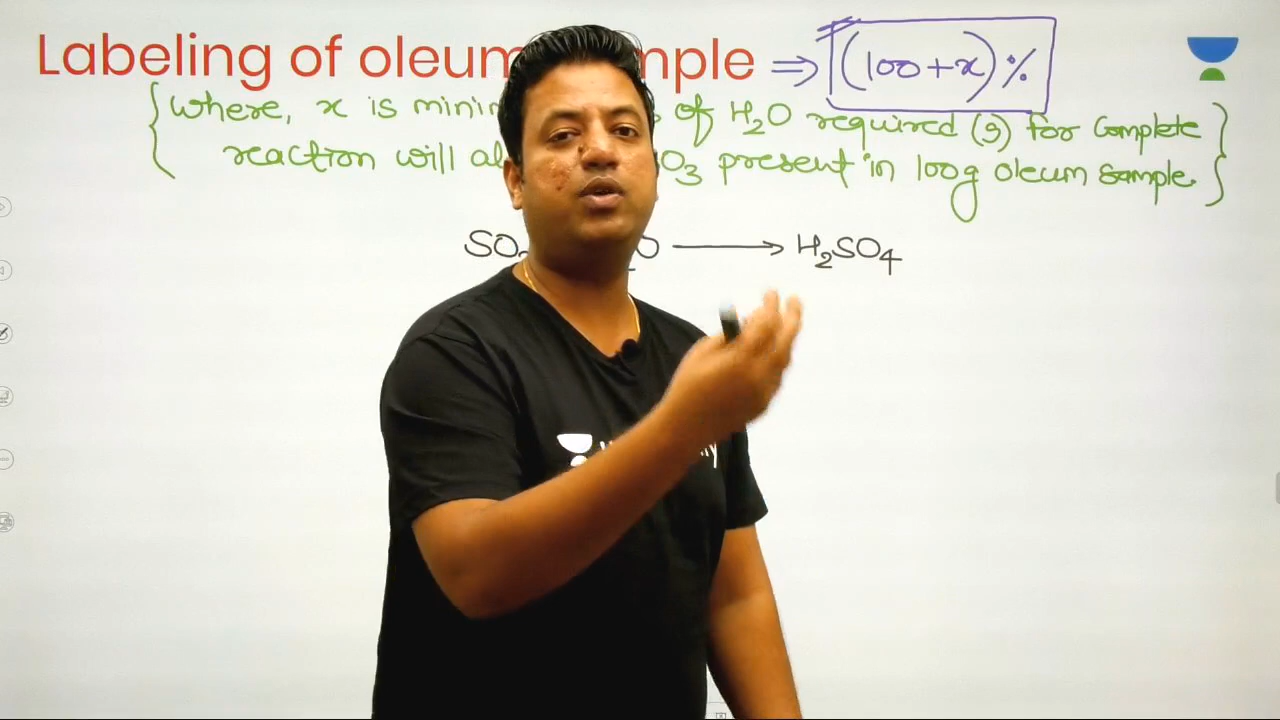 Labeling of oleum mple ⇒ (100+x)%
{where, x is mini of H₂O required (g) for complete
reaction will al O₃ present in 100g oleum sample}
SO O ⟶ H₂SO₄